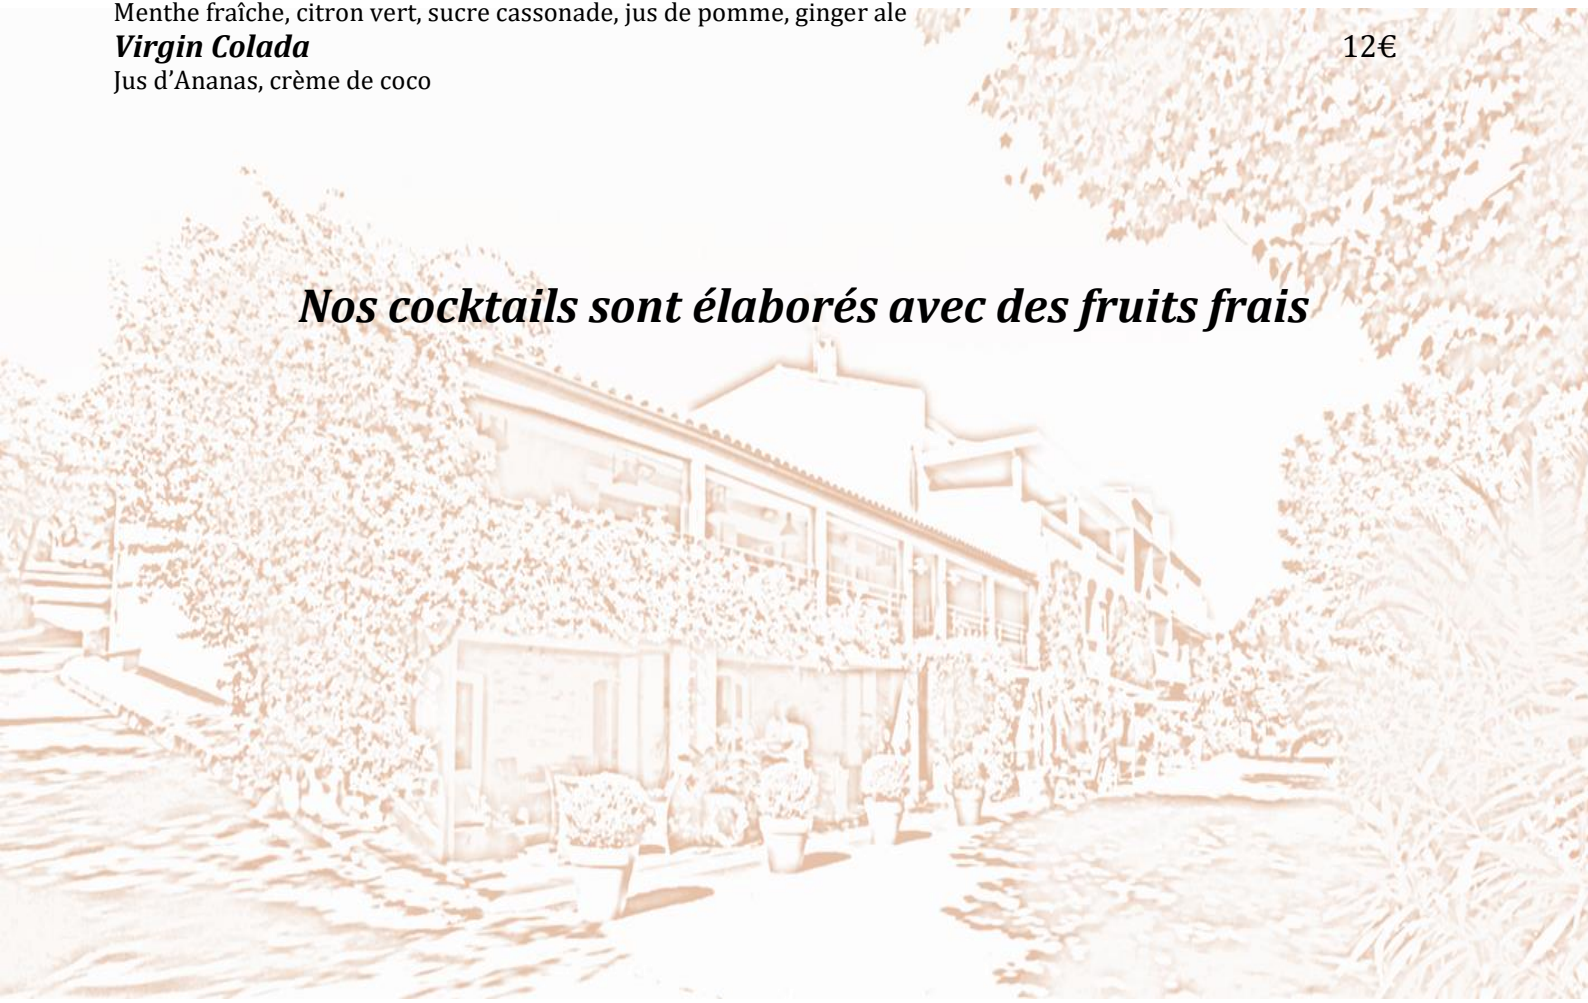 Menthe fraîche, citron vert, sucre cassonade, jus de pomme, ginger ale
Virgin Colada 12€
Jus d’Ananas, crème de coco
Nos cocktails sont élaborés avec des fruits frais